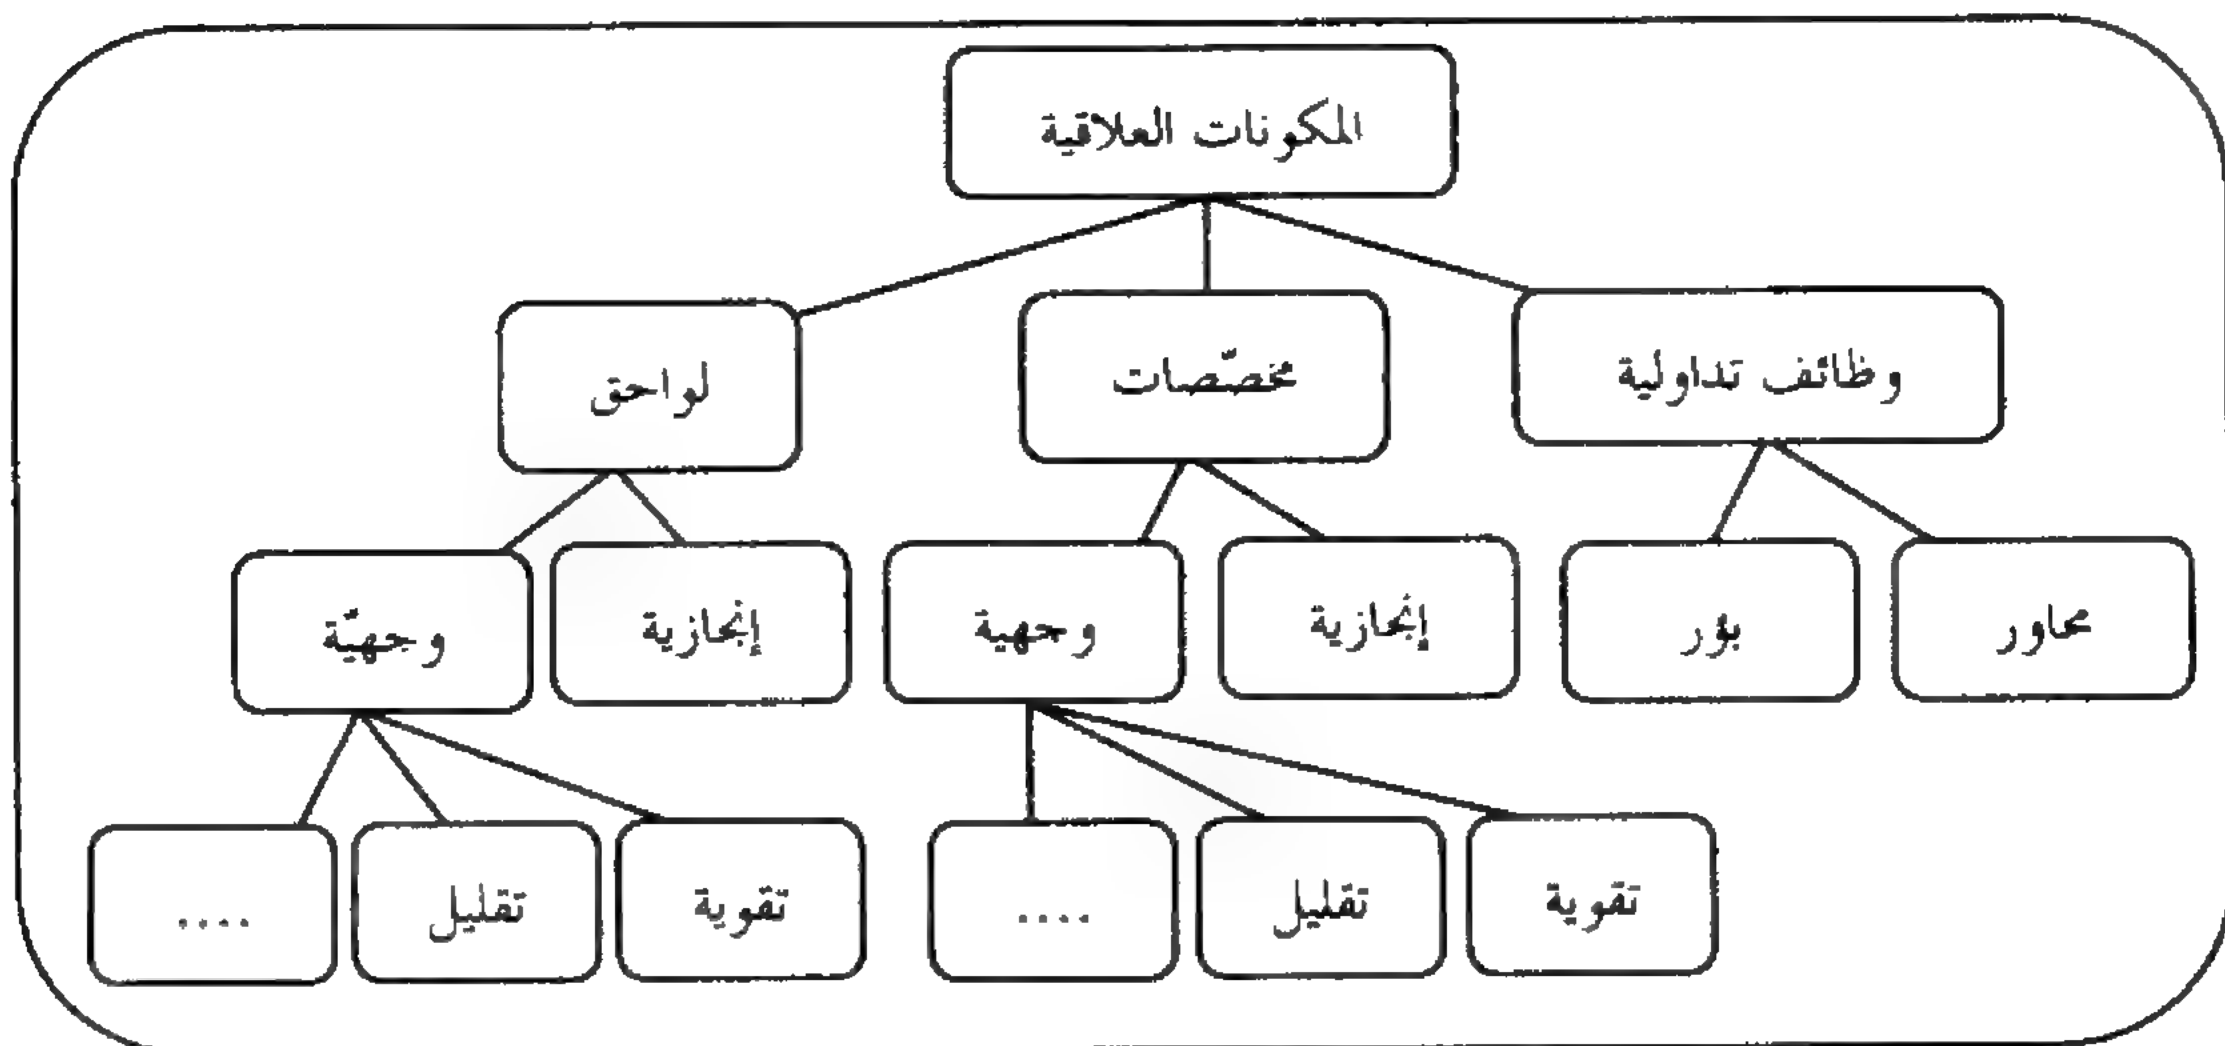 المكونات العلاقية
وظائف تداولية
مخصّصات
لواحق
محاور
بؤر
إنجازية
وجهية
إنجازية
وجهيّة
تقوية
تقليل
....
تقوية
تقليل
....